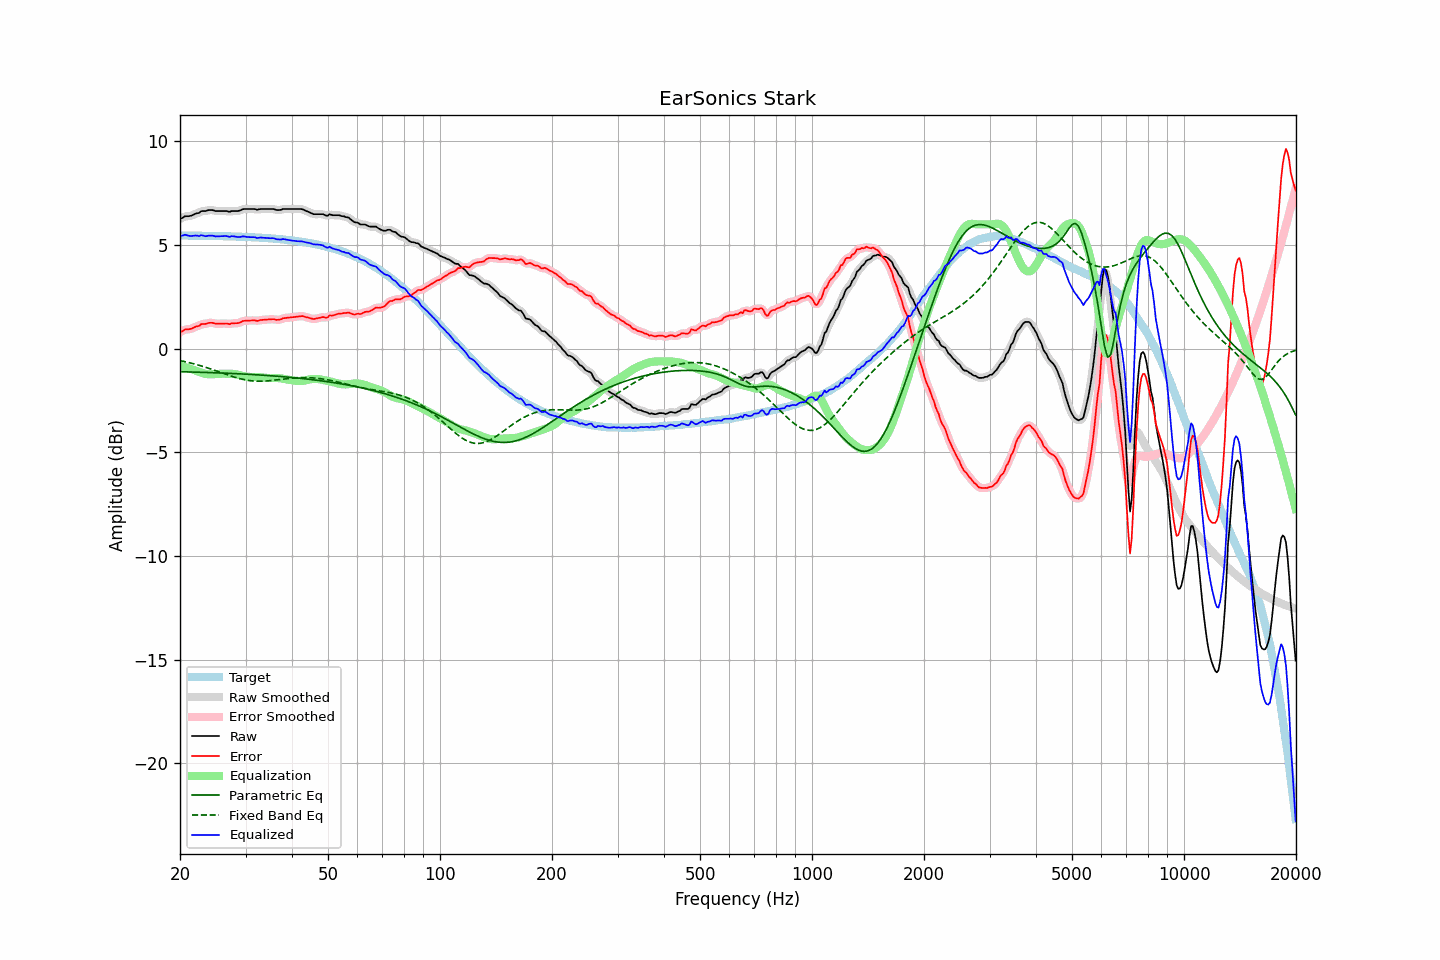 EarSonics Stark
10
5
0
−5
−10
−15
−20
Amplitude (dBr)
Target
Raw Smoothed
Error Smoothed
Raw
Error
Equalization
Parametric Eq
Fixed Band Eq
Equalized
20 50 100 200 500 1000 2000 5000 10000 20000
Frequency (Hz)